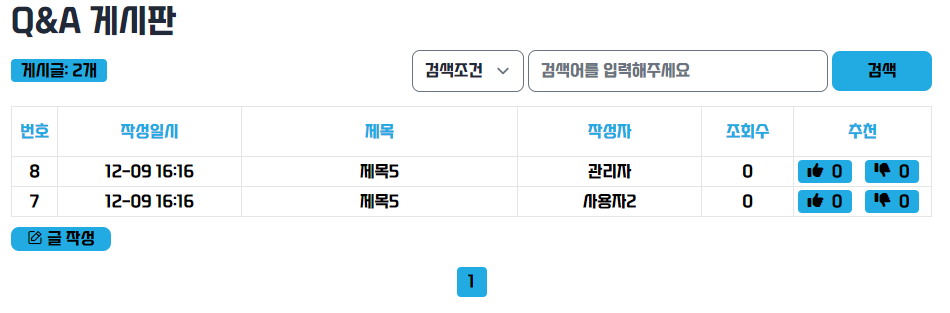 Q&A 게시판
게시글: 2개 검색조건 검색어를 입력해주세요 검색
번호 작성일시 제목 작성자 조회수 추천
8 12-09 16:16 제목5 관리자 0 0 0
7 12-09 16:16 제목5 사용자2 0 0 0
글 작성
1